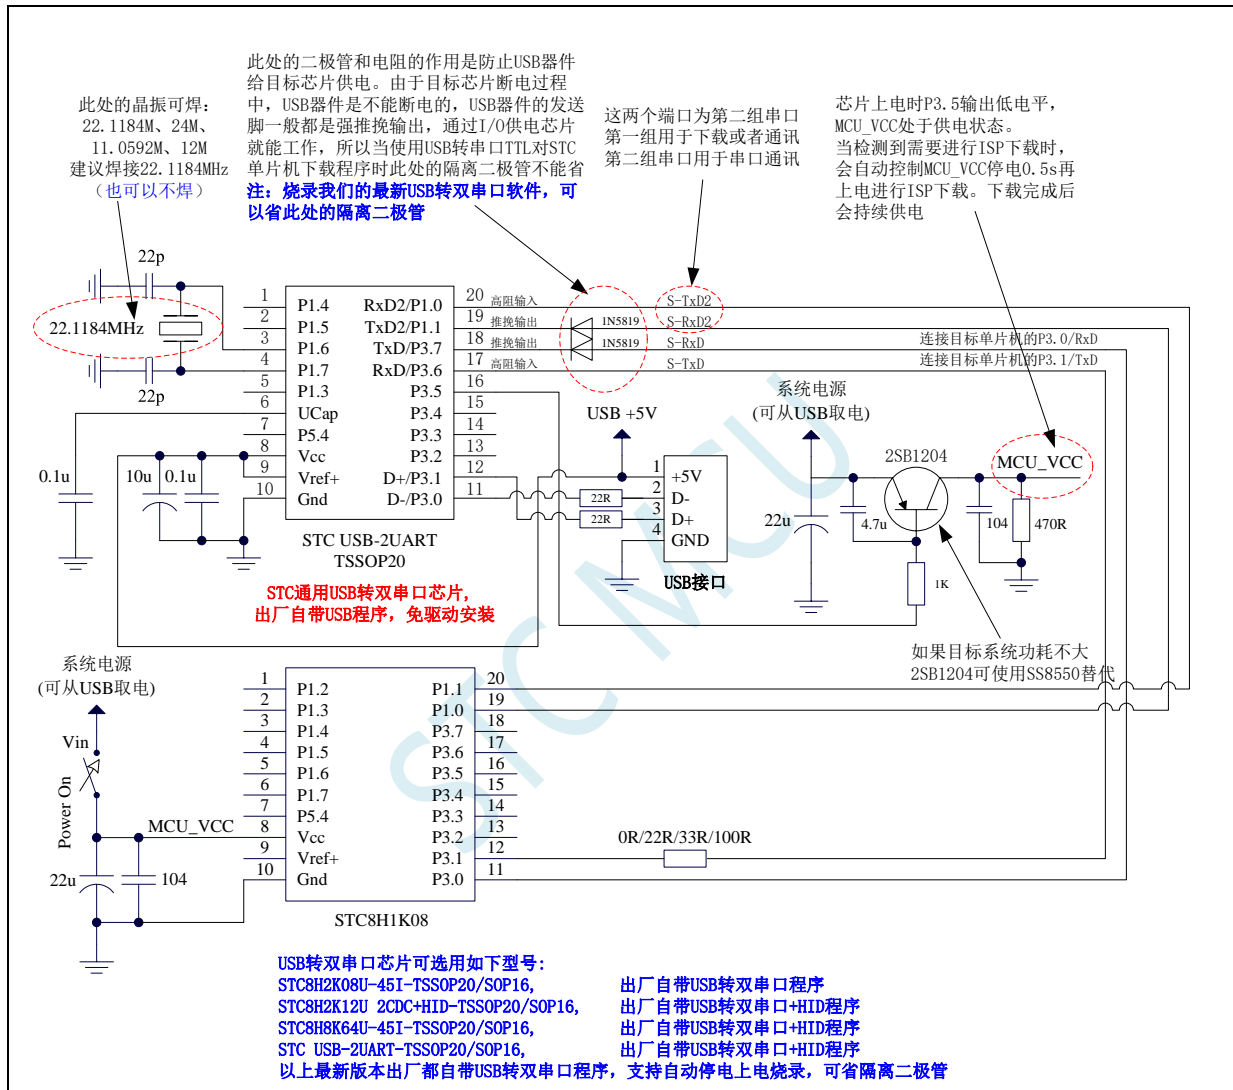 此处的二极管和电阻的作用是防止USB器件
给目标芯片供电。由于目标芯片断电过程
中，USB器件是不能断电的，USB器件的发送
脚一般都是强推挽输出，通过I/O供电芯片
就能工作，所以当使用USB转串口TTL对STC
单片机下载程序时此处的隔离二极管不能省
注：烧录我们的最新USB转双串口软件，可
以省此处的隔离二极管
此处的晶振可焊：
22.1184M、24M、
11.0592M、12M
建议焊接22.1184MHz
（也可以不焊）
这两个端口为第二组串口
第一组用于下载或者通讯
第二组串口用于串口通讯
芯片上电时P3.5输出低电平，
MCU_VCC处于供电状态。
当检测到需要进行ISP下载时，
会自动控制MCU_VCC停电0.5s再
上电进行ISP下载。下载完成后
会持续供电
22p
22.1184MHz
22p
1 P1.4
2 P1.5
3 P1.6
4 P1.7
5 P1.3
6 UCap
7 P5.4
8 Vcc
9 Vref+
10 Gnd
RxD2/P1.0 20 高阻输入 S-TxD2
TxD2/P1.1 19 推挽输出 1N5819 S-RxD2
TxD/P3.7 18 推挽输出 1N5819 S-RxD 连接目标单片机的P3.0/RxD
RxD/P3.6 17 高阻输入 S-TxD 连接目标单片机的P3.1/TxD
P3.5 16
P3.4 15
P3.3 14
P3.2 13
D+/P3.1 12
D-/P3.0 11
0.1u
10u
0.1u
STC USB-2UART
TSSOP20
STC通用USB转双串口芯片，
出厂自带USB程序，免驱动安装
22R
22R
USB +5V
1 +5V
2 D-
3 D+
4 GND
USB接口
系统电源
(可从USB取电)
22u
4.7u
2SB1204
1K
104
470R
MCU_VCC
如果目标系统功耗不大
2SB1204可使用SS8550替代
系统电源
(可从USB取电)
Vin
Power On
MCU_VCC
22u
104
1 P1.2
2 P1.3
3 P1.4
4 P1.5
5 P1.6
6 P1.7
7 P5.4
8 Vcc
9 Vref+
10 Gnd
P1.1 20
P1.0 19
P3.7 18
P3.6 17
P3.5 16
P3.4 15
P3.3 14
P3.2 13
P3.1 12
P3.0 11
0R/22R/33R/100R
STC8H1K08
STC MCU
USB转双串口芯片可选用如下型号：
STC8H2K08U-45I-TSSOP20/SOP16, 出厂自带USB转双串口程序
STC8H2K12U 2CDC+HID-TSSOP20/SOP16, 出厂自带USB转双串口+HID程序
STC8H8K64U-45I-TSSOP20/SOP16, 出厂自带USB转双串口+HID程序
STC USB-2UART-TSSOP20/SOP16, 出厂自带USB转双串口+HID程序
以上最新版本出厂都自带USB转双串口程序，支持自动停电上电烧录，可省隔离二极管